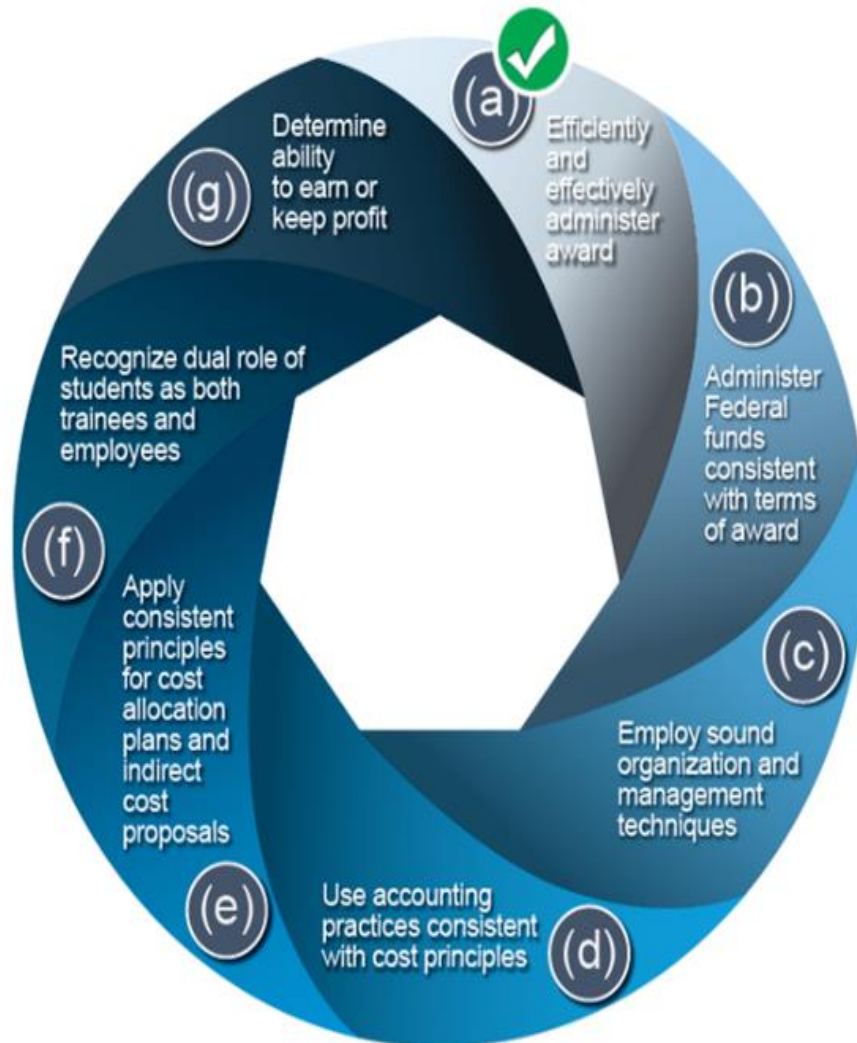 (a)
Efficiently
and
effectively
administer
award
(b)
Administer
Federal
funds
consistent
with terms
of award
(c)
Employ sound
organization and
management
techniques
(d)
Use accounting
practices consistent
with cost principles
(e)
Apply
consistent
principles
for cost
allocation
plans and
indirect
cost
proposals
(f)
Recognize dual role of
students as both
trainees and
employees
(g)
Determine
ability
to earn or
keep profit